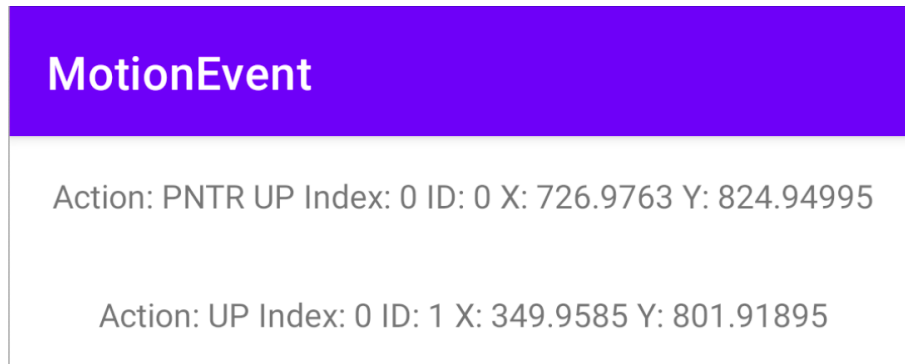 MotionEvent
Action: PNTR UP Index: 0 ID: 0 X: 726.9763 Y: 824.94995
Action: UP Index: 0 ID: 1 X: 349.9585 Y: 801.91895